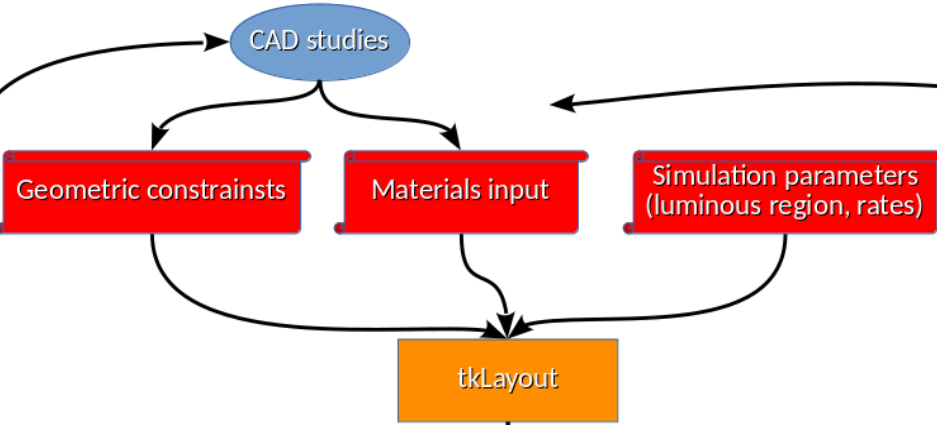 CAD studies
Geometric constrainsts
Materials input
Simulation parameters
(luminous region, rates)
tkLayout